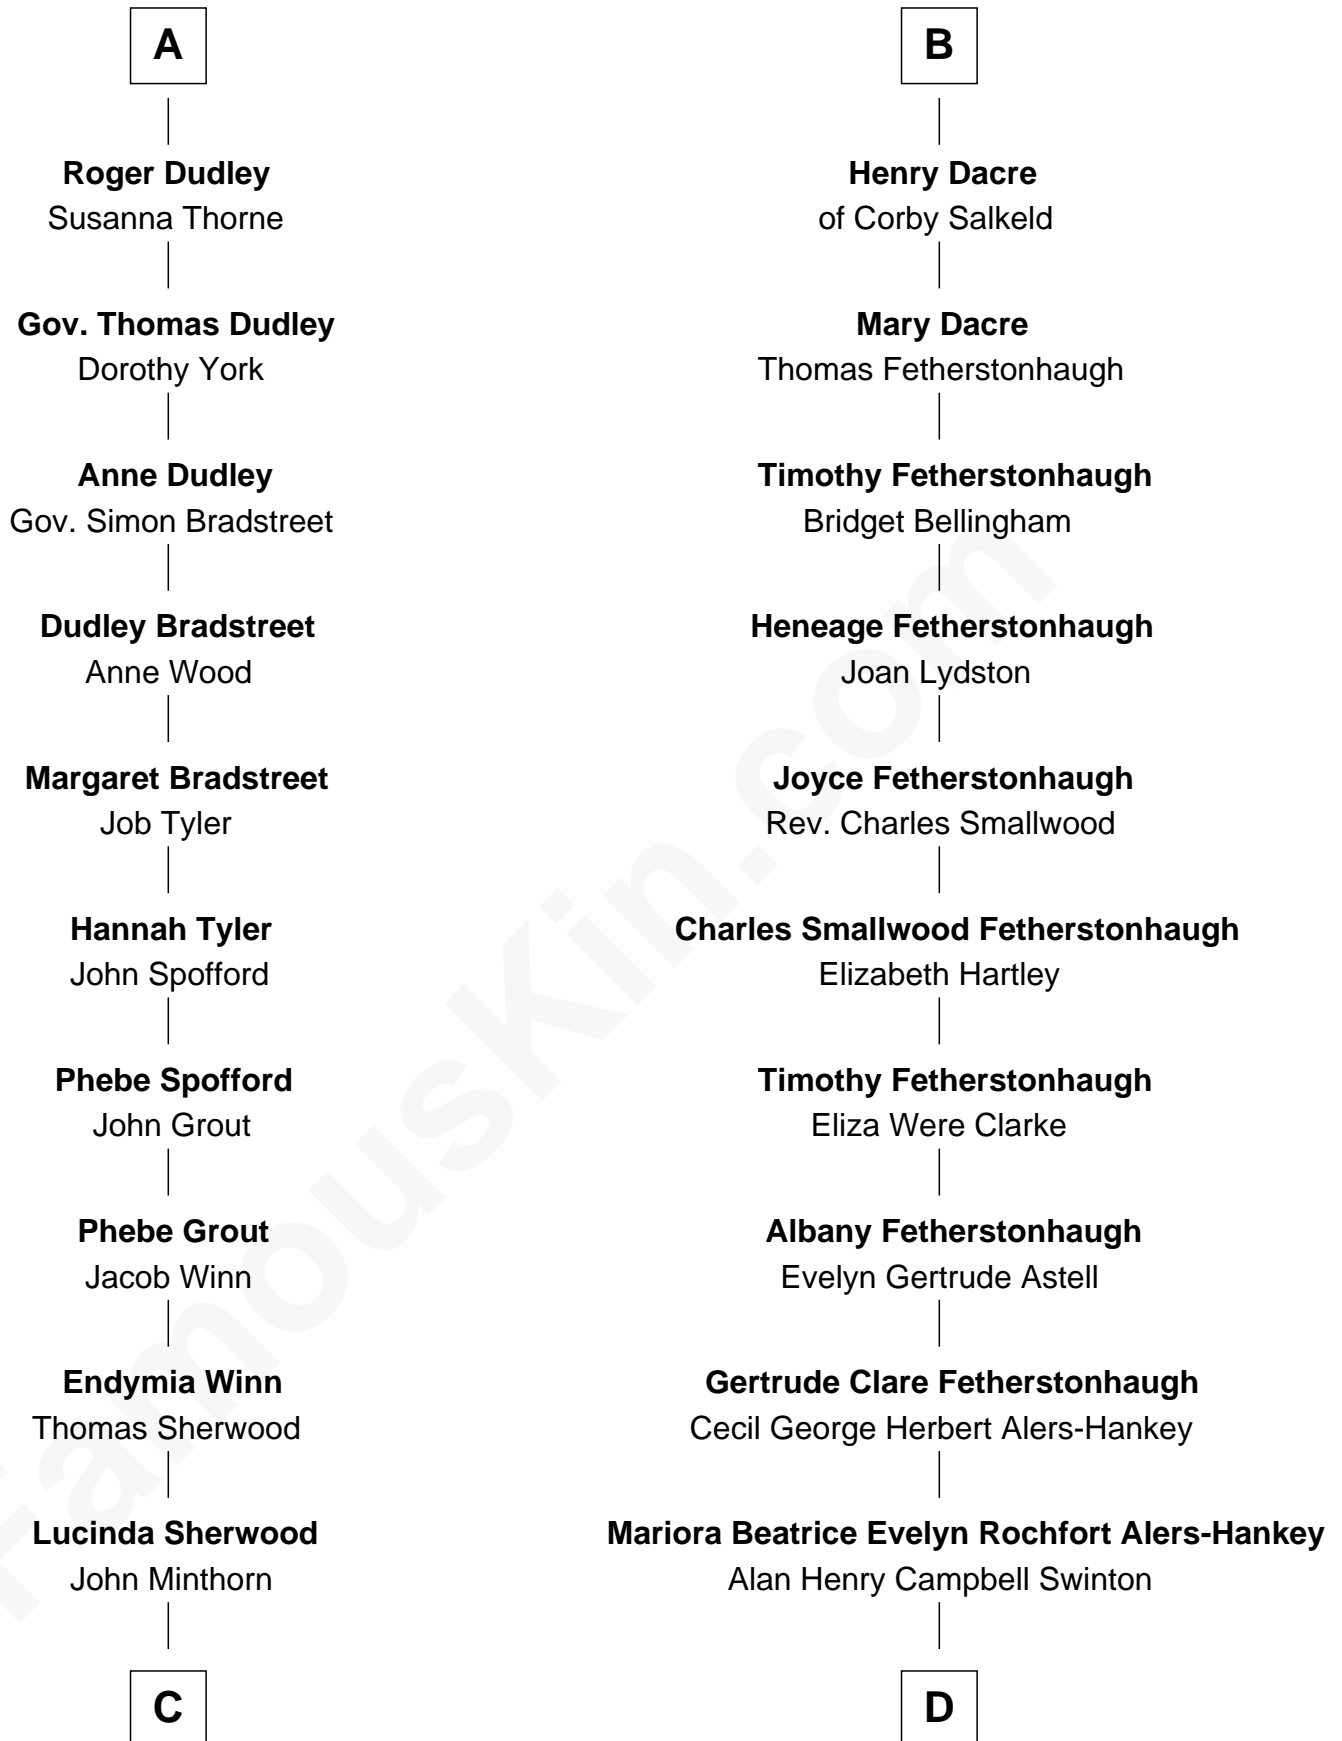 A
Roger Dudley
Susanna Thorne
Gov. Thomas Dudley
Dorothy York
Anne Dudley
Gov. Simon Bradstreet
Dudley Bradstreet
Anne Wood
Margaret Bradstreet
Job Tyler
Hannah Tyler
John Spofford
Phebe Spofford
John Grout
Phebe Grout
Jacob Winn
Endymia Winn
Thomas Sherwood
Lucinda Sherwood
John Minthorn
C
B
Henry Dacre
of Corby Salkeld
Mary Dacre
Thomas Fetherstonhaugh
Timothy Fetherstonhaugh
Bridget Bellingham
Heneage Fetherstonhaugh
Joan Lydston
Joyce Fetherstonhaugh
Rev. Charles Smallwood
Charles Smallwood Fetherstonhaugh
Elizabeth Hartley
Timothy Fetherstonhaugh
Eliza Were Clarke
Albany Fetherstonhaugh
Evelyn Gertrude Astell
Gertrude Clare Fetherstonhaugh
Cecil George Herbert Alers-Hankey
Mariora Beatrice Evelyn Rochfort Alers-Hankey
Alan Henry Campbell Swinton
D
FamousKin.com